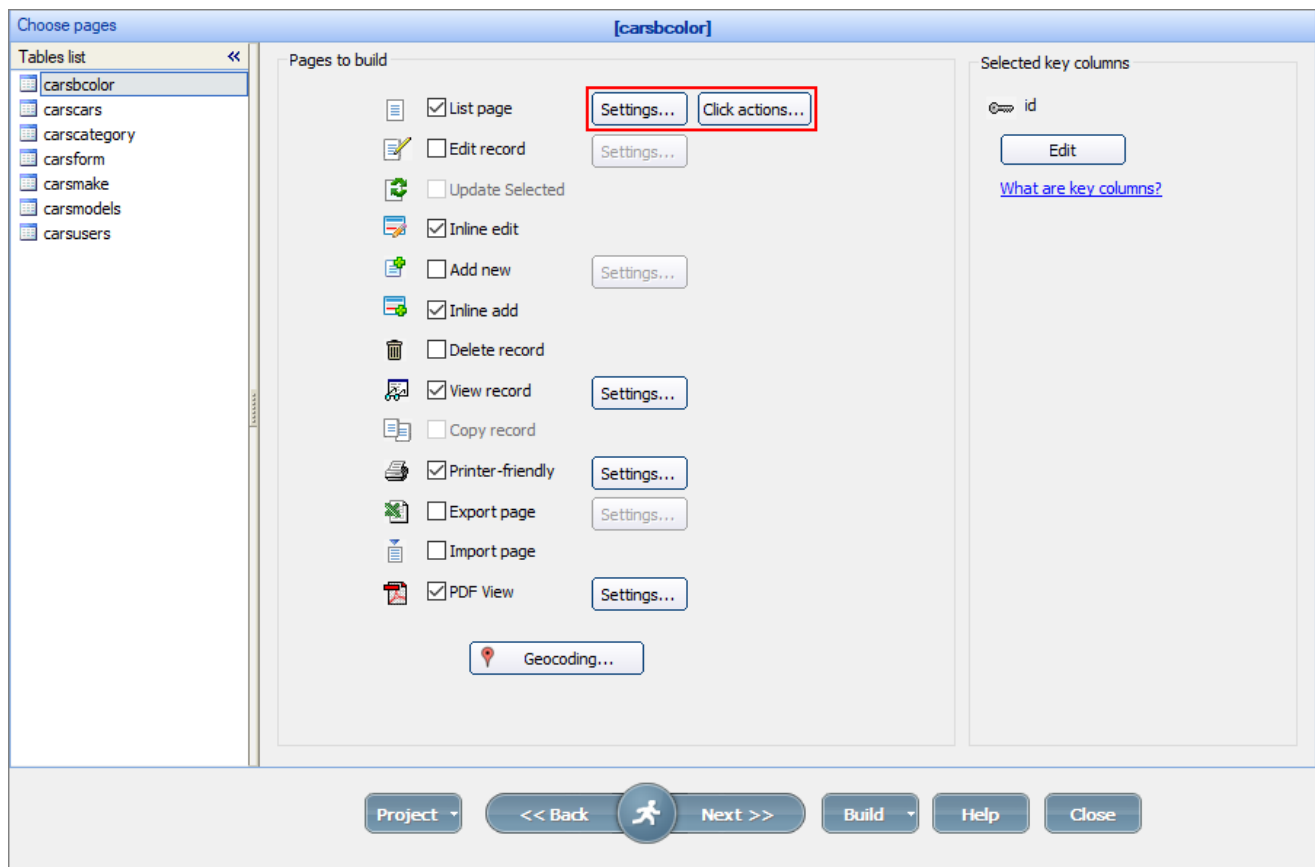 Choose pages
[carsbcolor]
Tables list «
carsbcolor
carscars
carscategory
carsform
carsmake
carsmodels
carsusers
Pages to build
List page Settings... Click actions...
Edit record Settings...
Update Selected
Inline edit
Add new Settings...
Inline add
Delete record
View record Settings...
Copy record
Printer-friendly Settings...
Export page Settings...
Import page
PDF View Settings...
Geocoding...
Selected key columns
id
Edit
What are key columns?
Project << Back Next >> Build Help Close